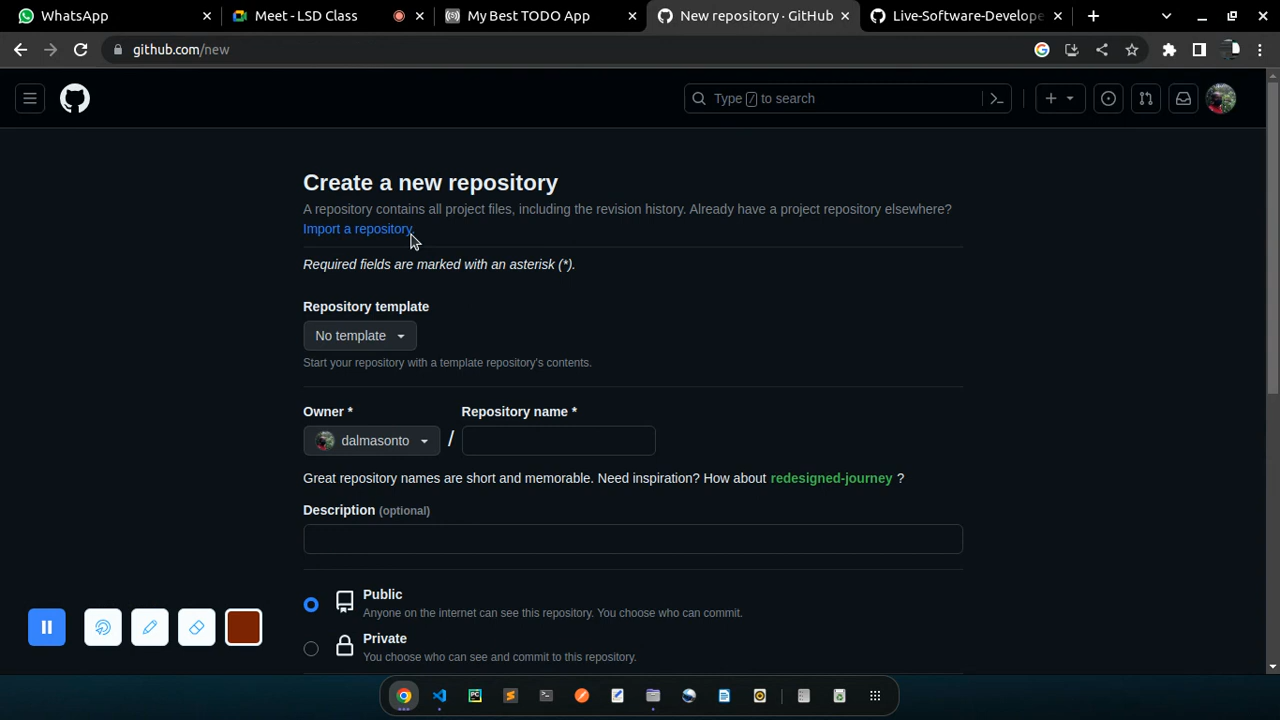 WhatsApp
Meet - LSD Class
My Best TODO App
New repository · GitHub
Live-Software-Develope
github.com/new
Type / to search
Create a new repository
A repository contains all project files, including the revision history. Already have a project repository elsewhere?
Import a repository.
Required fields are marked with an asterisk (*).
Repository template
No template
Start your repository with a template repository's contents.
Owner * Repository name *
dalmasonto /
Great repository names are short and memorable. Need inspiration? How about redesigned-journey ?
Description (optional)
Public
Anyone on the internet can see this repository. You choose who can commit.
Private
You choose who can see and commit to this repository.